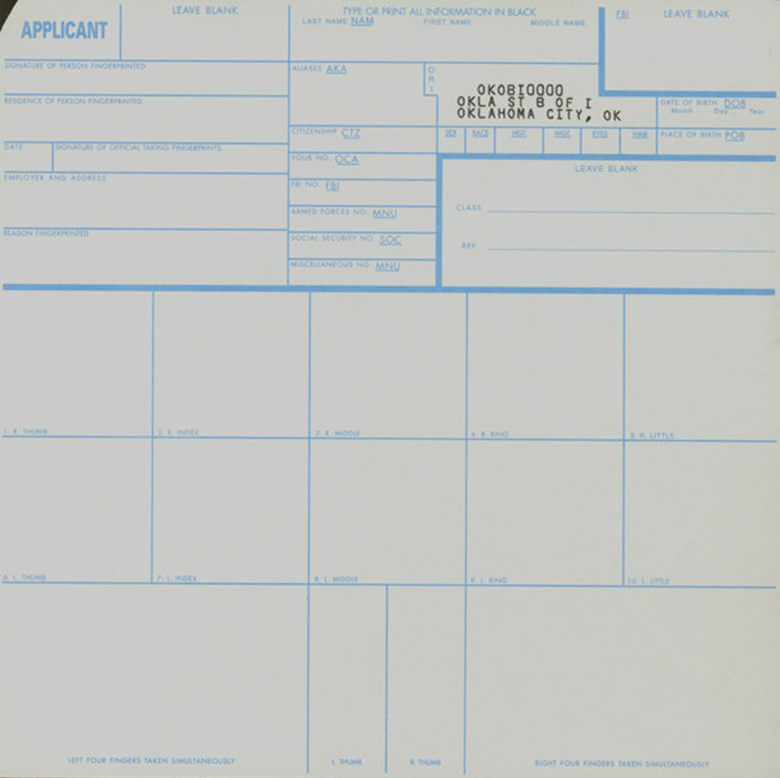 APPLICANT
LEAVE BLANK
TYPE OR PRINT ALL INFORMATION IN BLACK
LAST NAME NAM FIRST NAME MIDDLE NAME
FBI LEAVE BLANK
SIGNATURE OF PERSON FINGERPRINTED
ALIASES AKA
O
R
I
OKOBI0000
OKLA ST B OF I
OKLAHOMA CITY, OK
RESIDENCE OF PERSON FINGERPRINTED
DATE OF BIRTH DOB
Month Day Year
CITIZENSHIP CTZ
SEX RACE HGT. WGT. EYES HAIR PLACE OF BIRTH POB
DATE SIGNATURE OF OFFICIAL TAKING FINGERPRINTS
YOUR NO. OCA
LEAVE BLANK
EMPLOYER AND ADDRESS
FBI NO. FBI
CLASS
ARMED FORCES NO. MNU
REASON FINGERPRINTED
SOCIAL SECURITY NO. SOC
REF.
MISCELLANEOUS NO. MNU
1. R. THUMB 2. R. INDEX 3. R. MIDDLE 4. R. RING 5. R. LITTLE
6. L. THUMB 7. L. INDEX 8. L. MIDDLE 9. L. RING 10. L. LITTLE
LEFT FOUR FINGERS TAKEN SIMULTANEOUSLY L. THUMB R. THUMB RIGHT FOUR FINGERS TAKEN SIMULTANEOUSLY